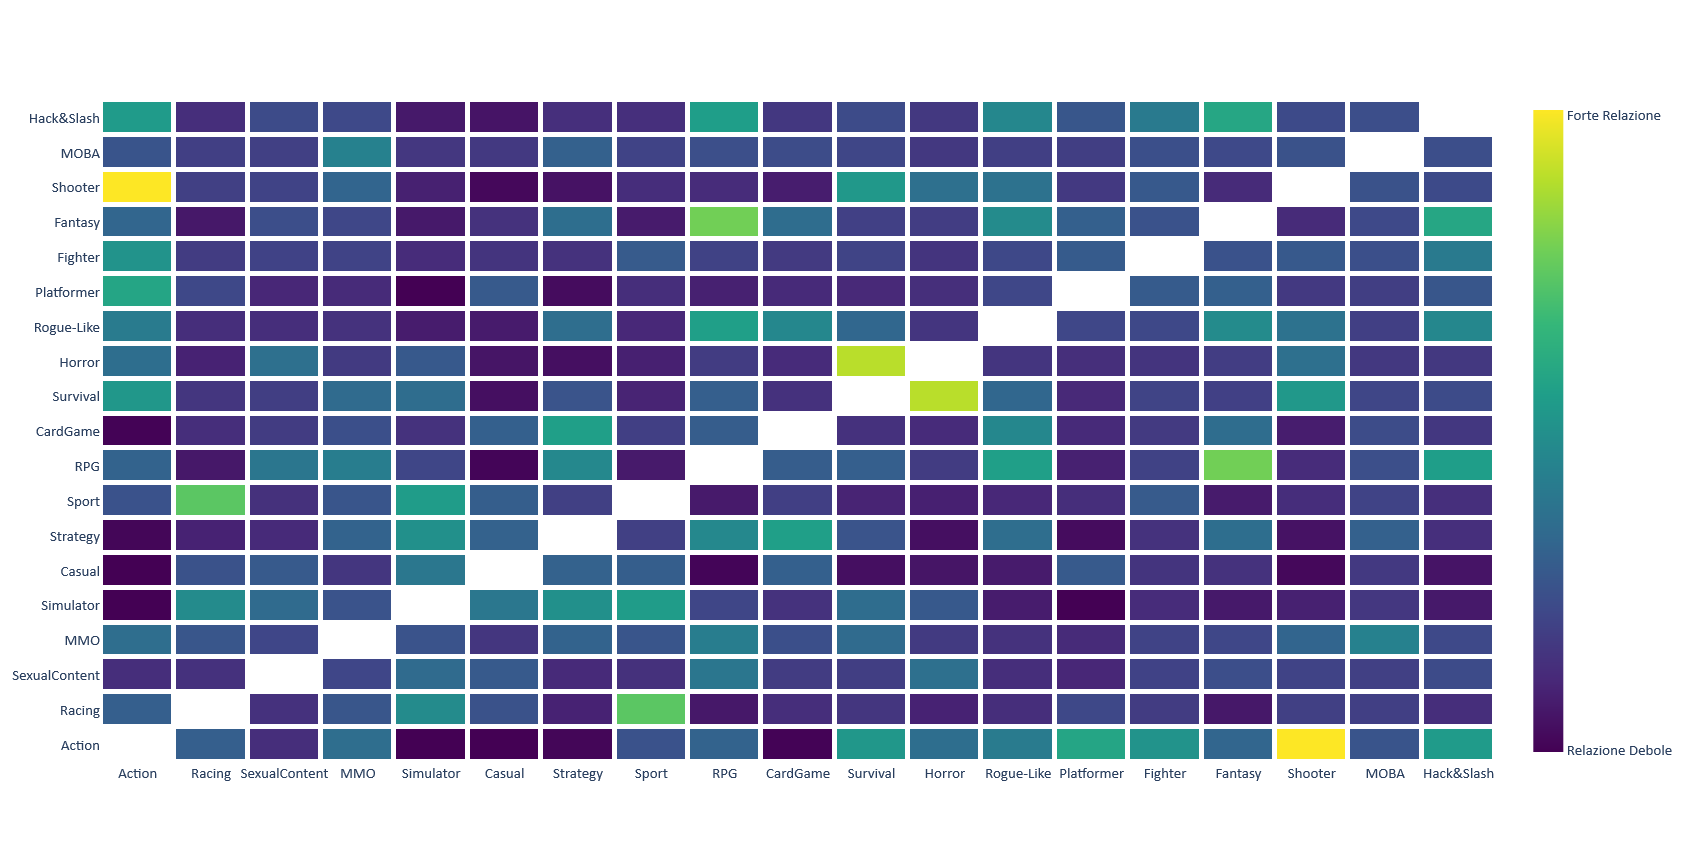 Hack&Slash
MOBA
Shooter
Fantasy
Fighter
Platformer
Rogue-Like
Horror
Survival
CardGame
RPG
Sport
Strategy
Casual
Simulator
MMO
SexualContent
Racing
Action
Action Racing SexualContent MMO Simulator Casual Strategy Sport RPG CardGame Survival Horror Rogue-Like Platformer Fighter Fantasy Shooter MOBA Hack&Slash
Forte Relazione
Relazione Debole